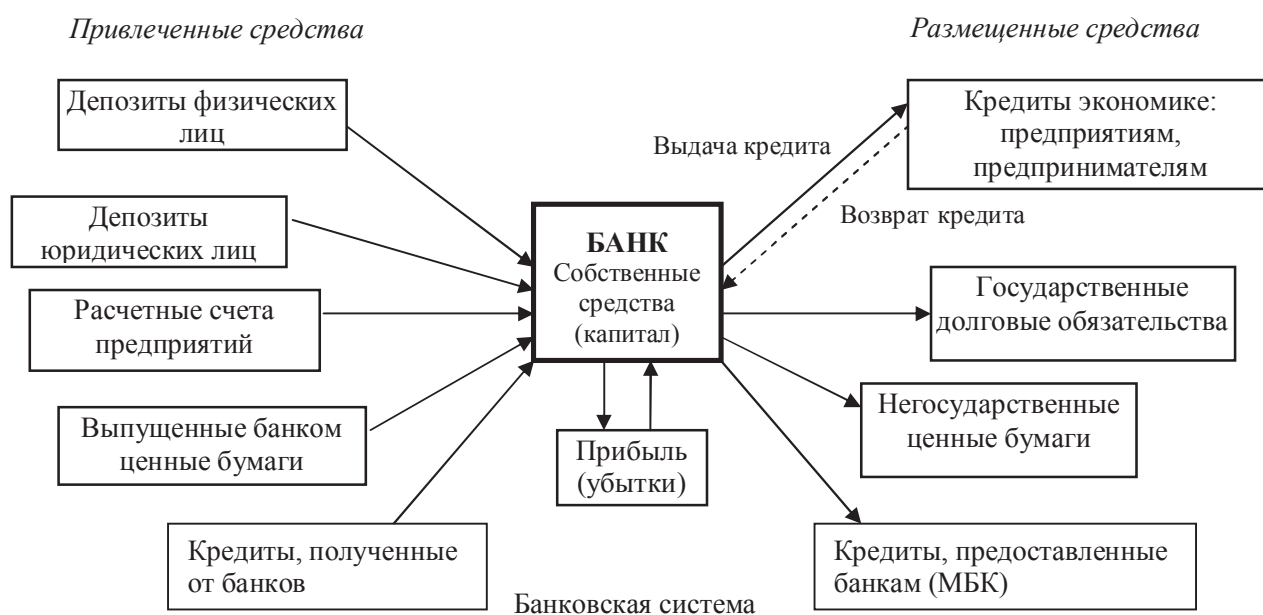 Привлеченные средства
Размещенные средства
Депозиты физических
лиц
Депозиты
юридических лиц
Расчетные счета
предприятий
Выпущенные банком
ценные бумаги
Кредиты, полученные
от банков
БАНК
Собственные
средства
(капитал)
Прибыль
(убытки)
Выдача кредита
Возврат кредита
Кредиты экономике:
предприятиям,
предпринимателям
Государственные
долговые обязательства
Негосударственные
ценные бумаги
Кредиты, предоставленные
банкам (МБК)
Банковская система